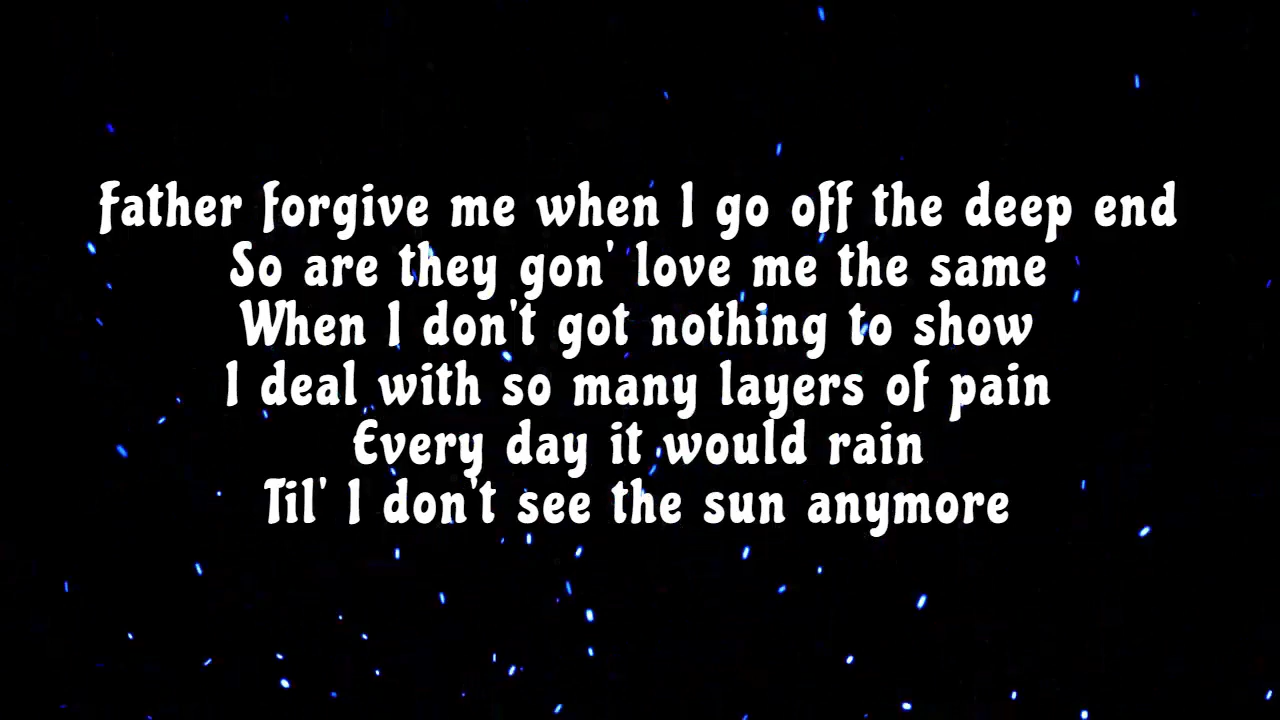 Father forgive me when I go off the deep end
So are they gon' love me the same
When I don't got nothing to show
I deal with so many layers of pain
Every day it would rain
Til' I don't see the sun anymore